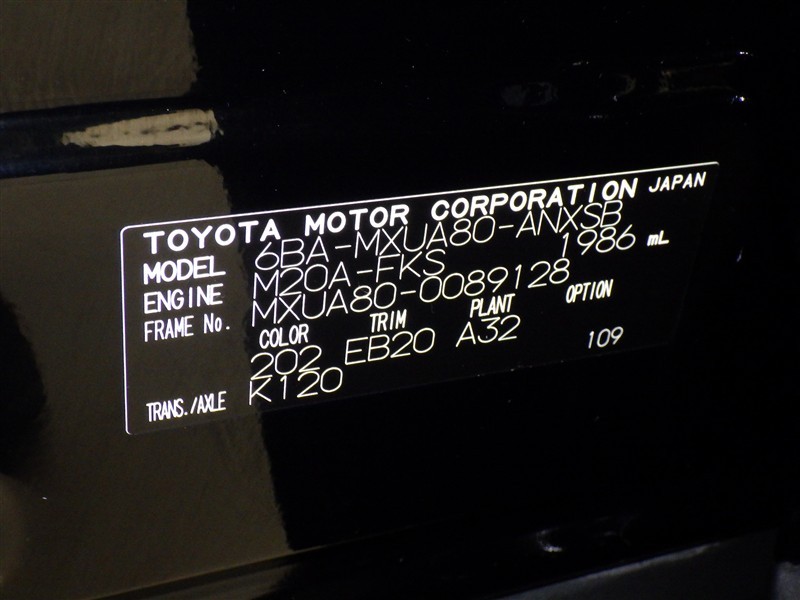 TOYOTA MOTOR CORPORATION JAPAN
MODEL 6BA-MXUA80-ANXSB
ENGINE M20A-FKS 1986 mL
FRAME No. MXUA80-0089128
COLOR TRIM PLANT OPTION
202 EB20 A32 109
TRANS./AXLE K120